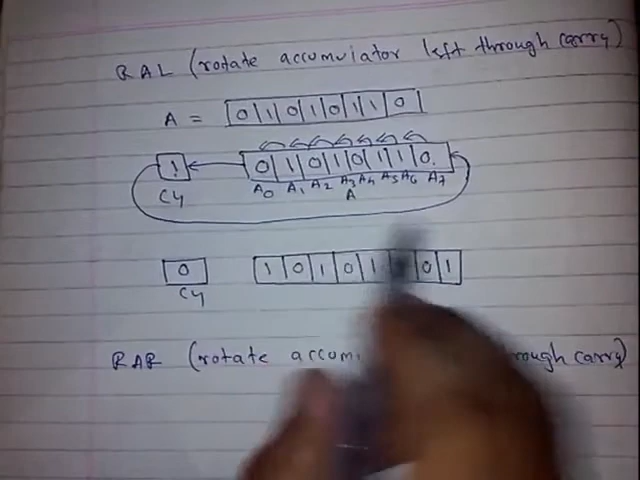 RAL (rotate accumulator left through carry)
A = 0 1 0 1 0 1 1 0
1 0 1 0 1 0 1 1 0
CY A0 A1 A2 A3 A4 A5 A6 A7
A
0 1 0 1 0 1 0 1
CY
RAR (rotate through carry)